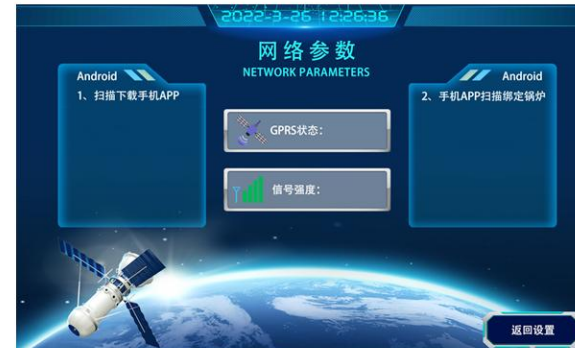 2022-3-26 12:26:36
网络参数
NETWORK PARAMETERS
Android
1、扫描下载手机APP
GPRS状态:
信号强度:
Android
2、手机APP扫描绑定锅炉
返回设置